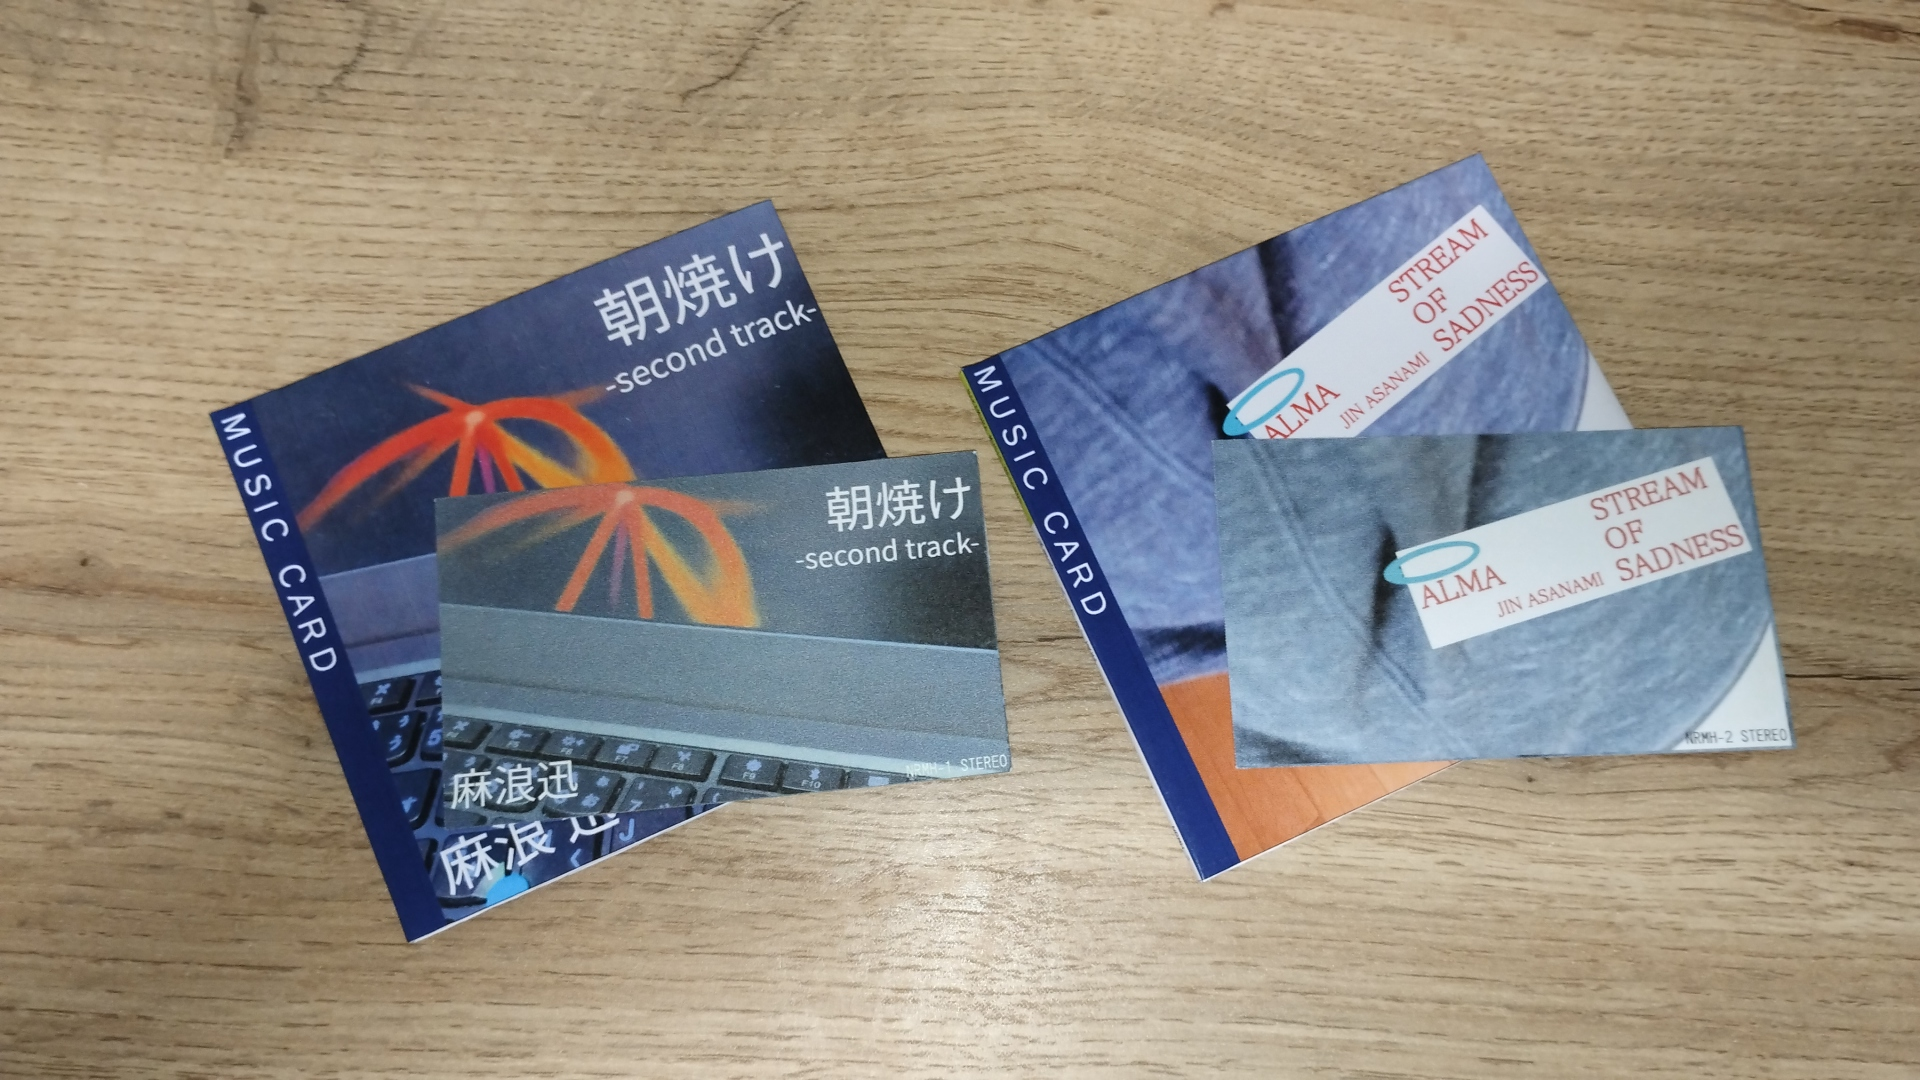 MUSIC CARD
朝焼け
-second track-
麻浪迅
朝焼け
-second track-
麻浪迅
NRMH-1 STEREO
MUSIC CARD
STREAM
OF
SADNESS
ALMA
JIN ASANAMI
STREAM
OF
SADNESS
ALMA
JIN ASANAMI
NRMH-2 STEREO